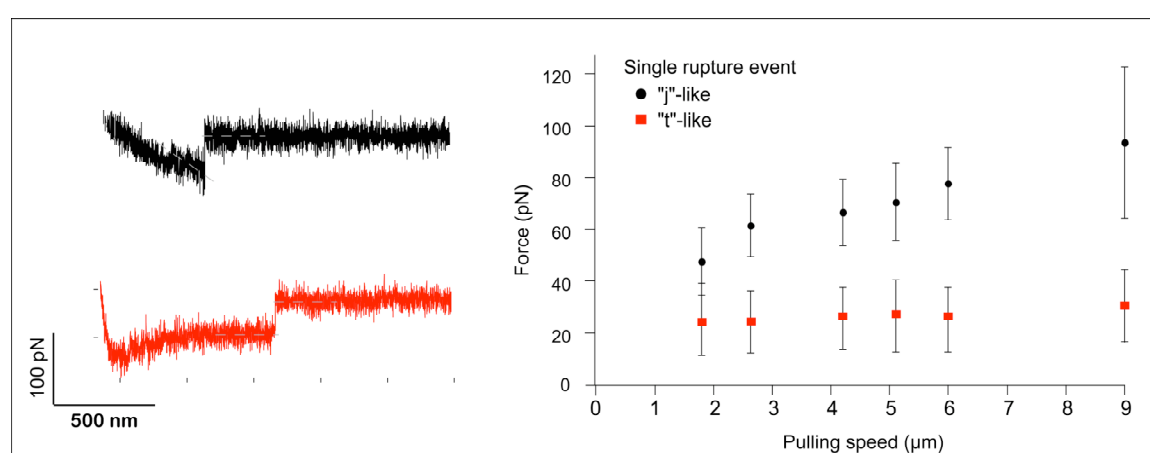 100 pN
500 nm
Single rupture event
"j"-like
"t"-like
Force (pN)
120
100
80
60
40
20
0
0 1 2 3 4 5 6 7 8 9
Pulling speed (μm)